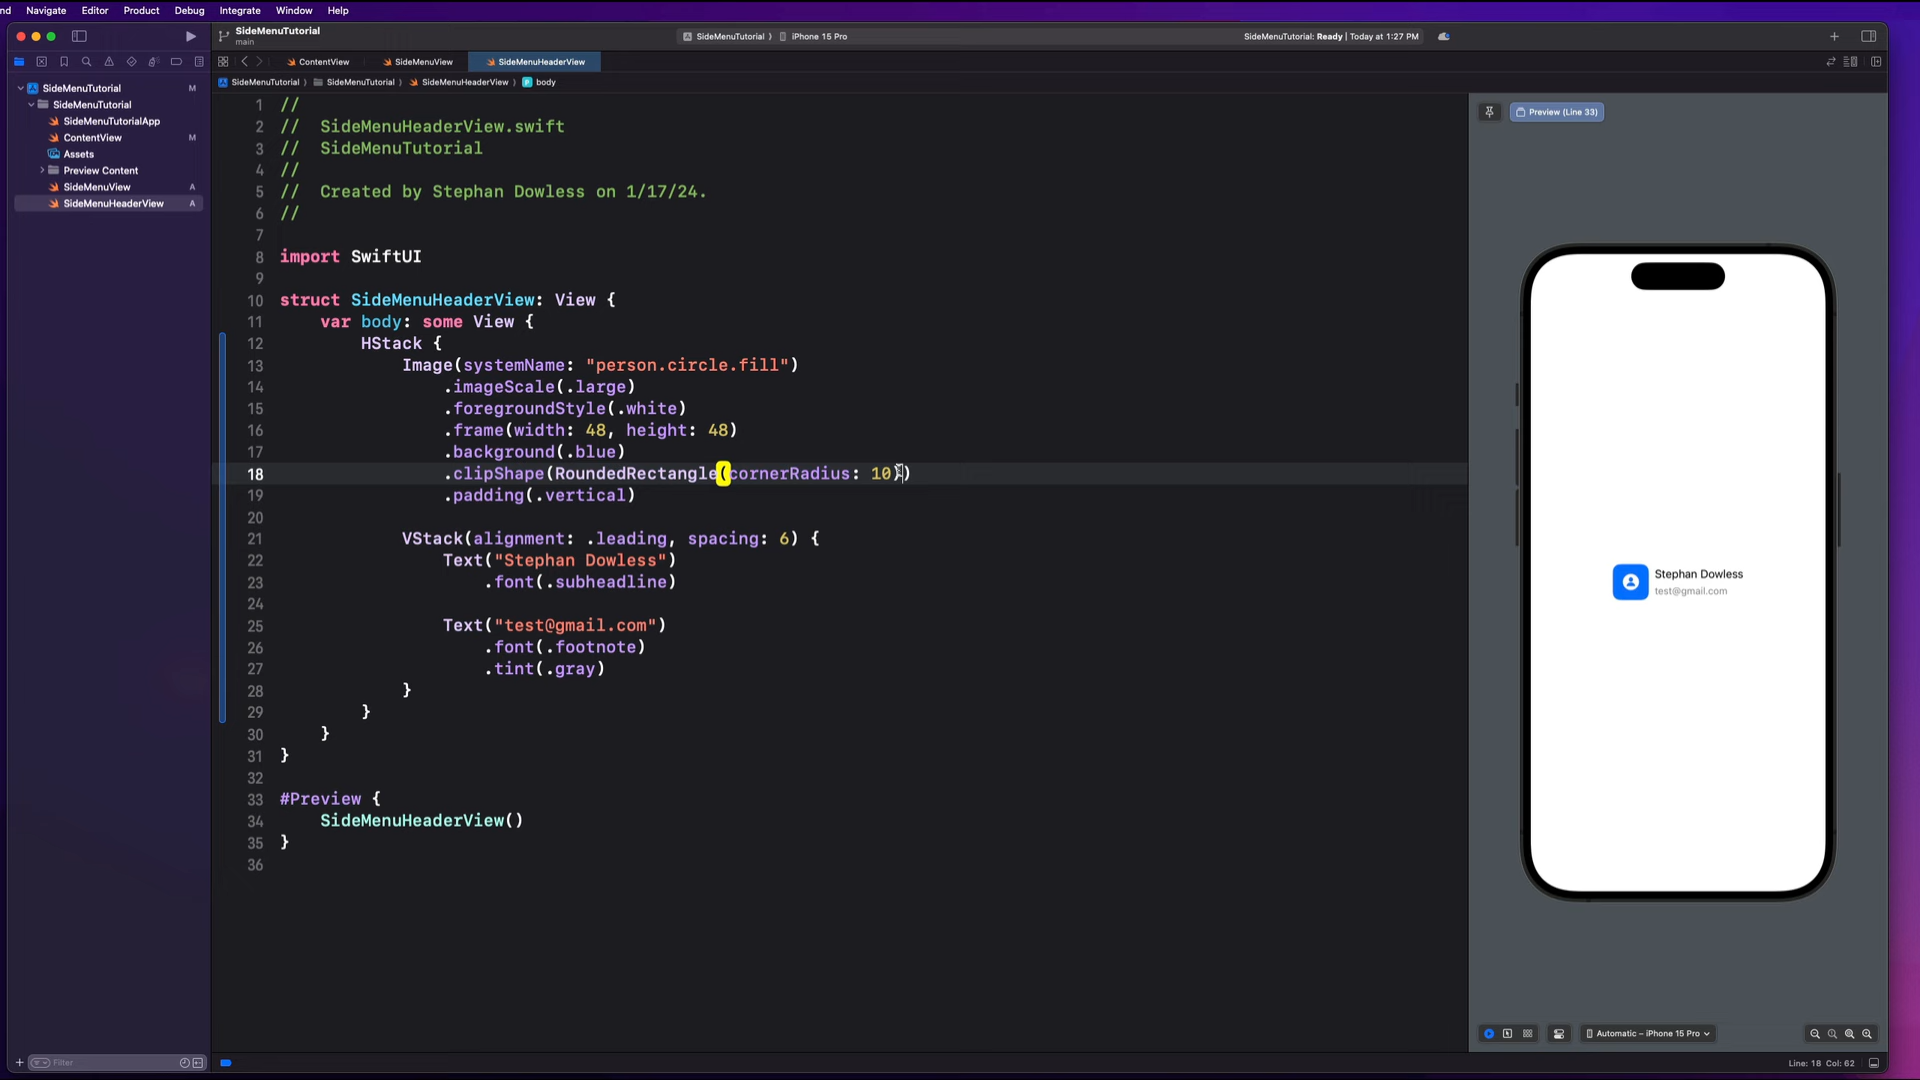 nd Navigate Editor Product Debug Integrate Window Help
SideMenuTutorial
main
SideMenuTutorial iPhone 15 Pro
SideMenuTutorial: Ready | Today at 1:27 PM
ContentView SideMenuView SideMenuHeaderView
SideMenuTutorial SideMenuTutorial SideMenuHeaderView body
SideMenuTutorial M
SideMenuTutorial
SideMenuTutorialApp
ContentView M
Assets
Preview Content
SideMenuView A
SideMenuHeaderView A
Filter
1 //
2 // SideMenuHeaderView.swift
3 // SideMenuTutorial
4 //
5 // Created by Stephan Dowless on 1/17/24.
6 //
7
8 import SwiftUI
9
10 struct SideMenuHeaderView: View {
11 var body: some View {
12 HStack {
13 Image(systemName: "person.circle.fill")
14 .imageScale(.large)
15 .foregroundStyle(.white)
16 .frame(width: 48, height: 48)
17 .background(.blue)
18 .clipShape(RoundedRectangle(cornerRadius: 10))
19 .padding(.vertical)
20
21 VStack(alignment: .leading, spacing: 6) {
22 Text("Stephan Dowless")
23 .font(.subheadline)
24
25 Text("test@gmail.com")
26 .font(.footnote)
27 .tint(.gray)
28 }
29 }
30 }
31 }
32
33 #Preview {
34 SideMenuHeaderView()
35 }
36
Preview (Line 33)
Stephan Dowless
test@gmail.com
Automatic – iPhone 15 Pro
Line: 18 Col: 62